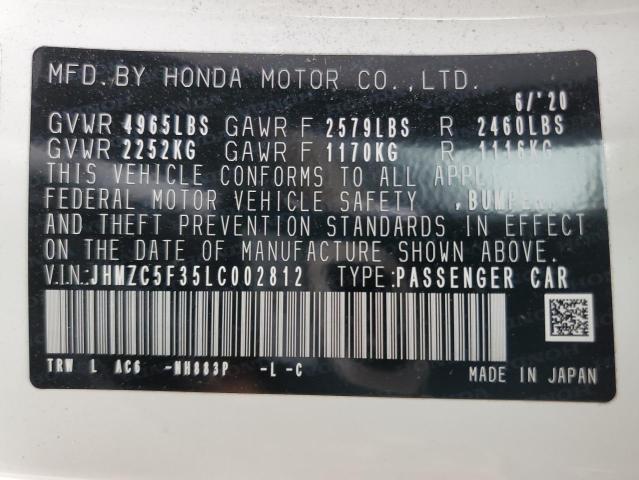 MFD. BY HONDA MOTOR CO., LTD.
6/'20
GVWR 4965LBS GAWR F 2579LBS R 2460LBS
GVWR 2252KG GAWR F 1170KG R 1116KG
THIS VEHICLE CONFORMS TO ALL
FEDERAL MOTOR VEHICLE SAFETY ,BUMPER,
AND THEFT PREVENTION STANDARDS IN EFFECT
ON THE DATE OF MANUFACTURE SHOWN ABOVE.
V.I.N.:JHMZC5F35LC002812 TYPE:PASSENGER CAR
TRW L AC6 -NH883P -L -C
MADE IN JAPAN